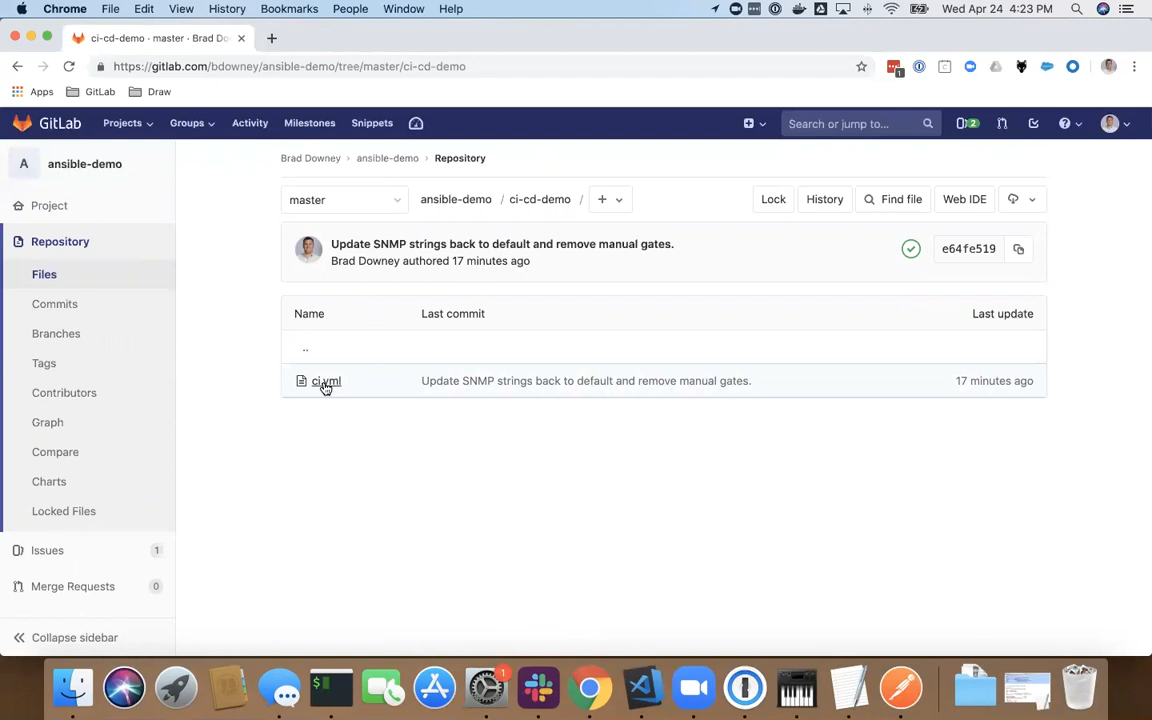 Chrome File Edit View History Bookmarks People Window Help Wed Apr 24 4:23 PM
ci-cd-demo · master · Brad Do
https://gitlab.com/bdowney/ansible-demo/tree/master/ci-cd-demo 1
Apps GitLab Draw
GitLab Projects Groups Activity Milestones Snippets Search or jump to... 2
A ansible-demo
Brad Downey › ansible-demo › Repository
Project
master ansible-demo / ci-cd-demo / + Lock History Find file Web IDE
Repository
Update SNMP strings back to default and remove manual gates.
Brad Downey authored 17 minutes ago
e64fe519
Files
Commits
Name Last commit Last update
Branches
..
Tags
ci.yml Update SNMP strings back to default and remove manual gates. 17 minutes ago
Contributors
Graph
Compare
Charts
Locked Files
Issues 1
Merge Requests 0
Collapse sidebar
1
$